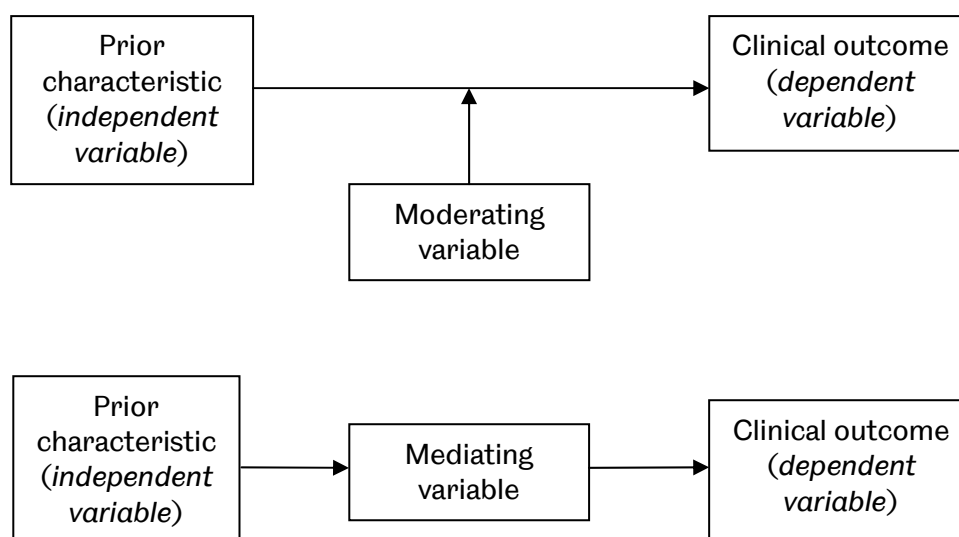 Prior
characteristic
(independent
variable)
Clinical outcome
(dependent
variable)
Moderating
variable
Prior
characteristic
(independent
variable)
Mediating
variable
Clinical outcome
(dependent
variable)